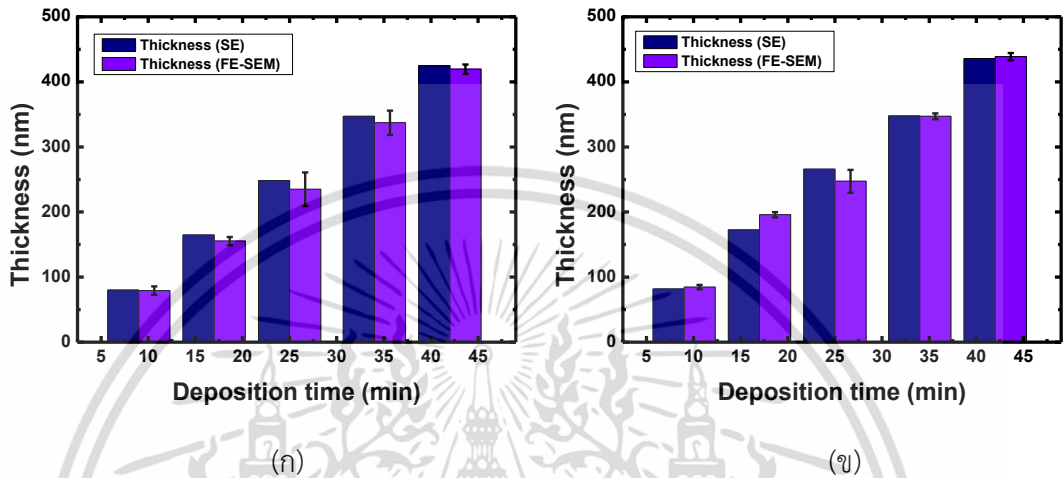 500
400
300
200
100
0
Thickness (nm)
Thickness (SE)
Thickness (FE-SEM)
5 10 15 20 25 30 35 40 45
Deposition time (min)
(ก)
500
400
300
200
100
0
Thickness (nm)
Thickness (SE)
Thickness (FE-SEM)
5 10 15 20 25 30 35 40 45
Deposition time (min)
(ข)